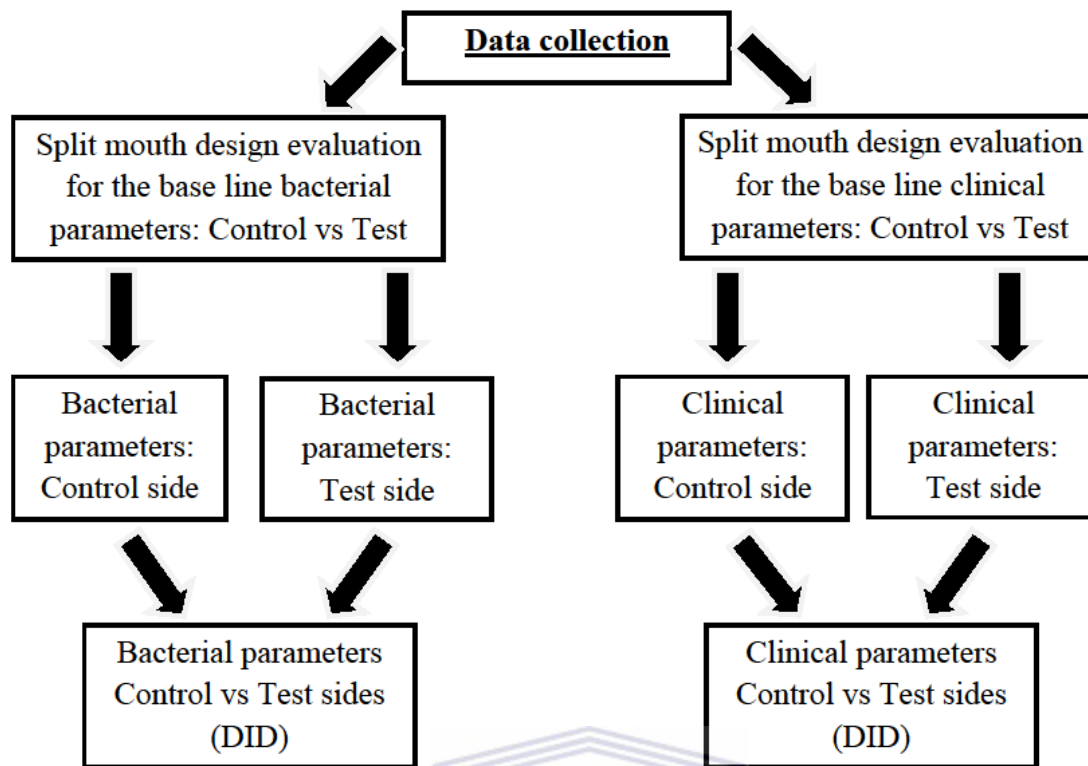 Data collection
Split mouth design evaluation
for the base line bacterial
parameters: Control vs Test
Split mouth design evaluation
for the base line clinical
parameters: Control vs Test
Bacterial
parameters:
Control side
Bacterial
parameters:
Test side
Clinical
parameters:
Control side
Clinical
parameters:
Test side
Bacterial parameters
Control vs Test sides
(DID)
Clinical parameters
Control vs Test sides
(DID)